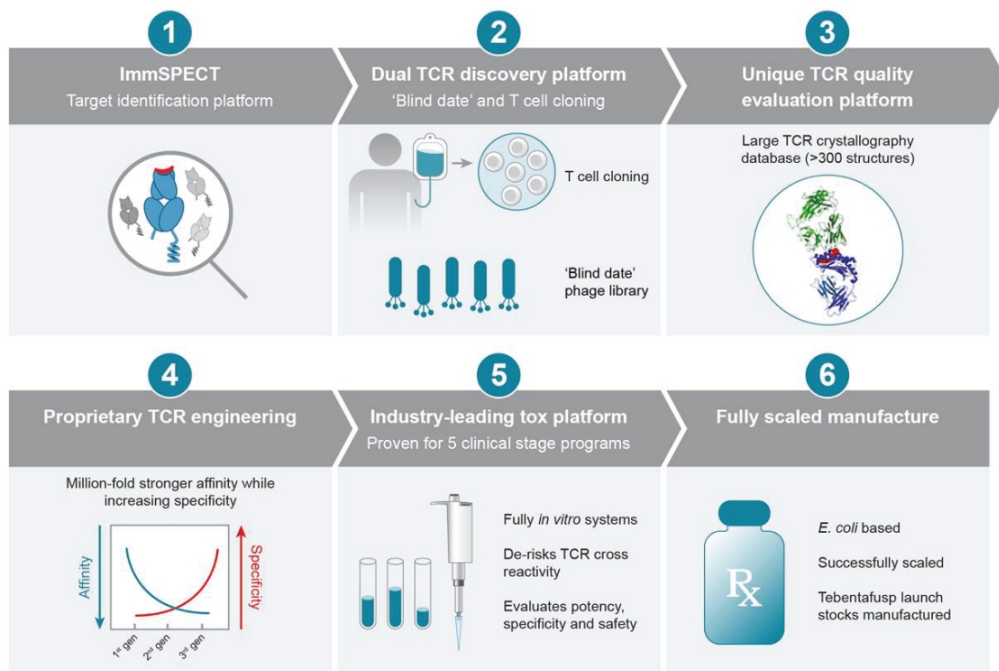 1
ImmSPECT
Target identification platform
2
Dual TCR discovery platform
'Blind date' and T cell cloning
T cell cloning
'Blind date'
phage library
3
Unique TCR quality
evaluation platform
Large TCR crystallography
database (>300 structures)
4
Proprietary TCR engineering
Million-fold stronger affinity while
increasing specificity
Affinity
Specificity
1st gen
2nd gen
3rd gen
5
Industry-leading tox platform
Proven for 5 clinical stage programs
Fully in vitro systems
De-risks TCR cross
reactivity
Evaluates potency,
specificity and safety
6
Fully scaled manufacture
Rx
E. coli based
Successfully scaled
Tebentafusp launch
stocks manufactured